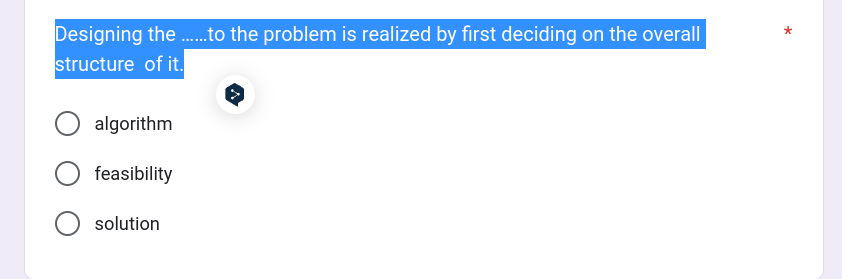 Designing the ......to the problem is realized by first deciding on the overall *
structure of it.
algorithm
feasibility
solution